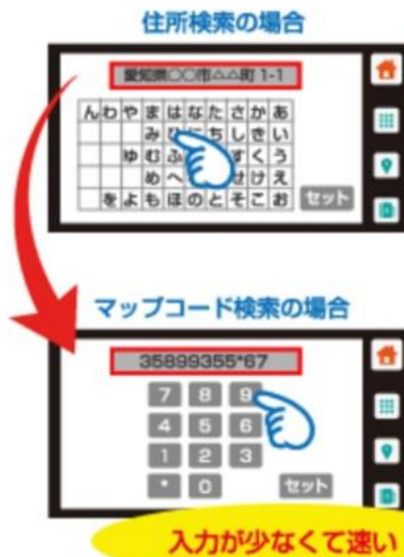 住所検索の場合
愛知県○○市△△町 1-1
んわやまはなたさかあ
みひにちしきい
ゆむふすくう
めへせけえ
をよもほのとそこお
セット
マップコード検索の場合
35899355*67
7 8 9
4 5 6
1 2 3
* 0
セット
入力が少なくて速い